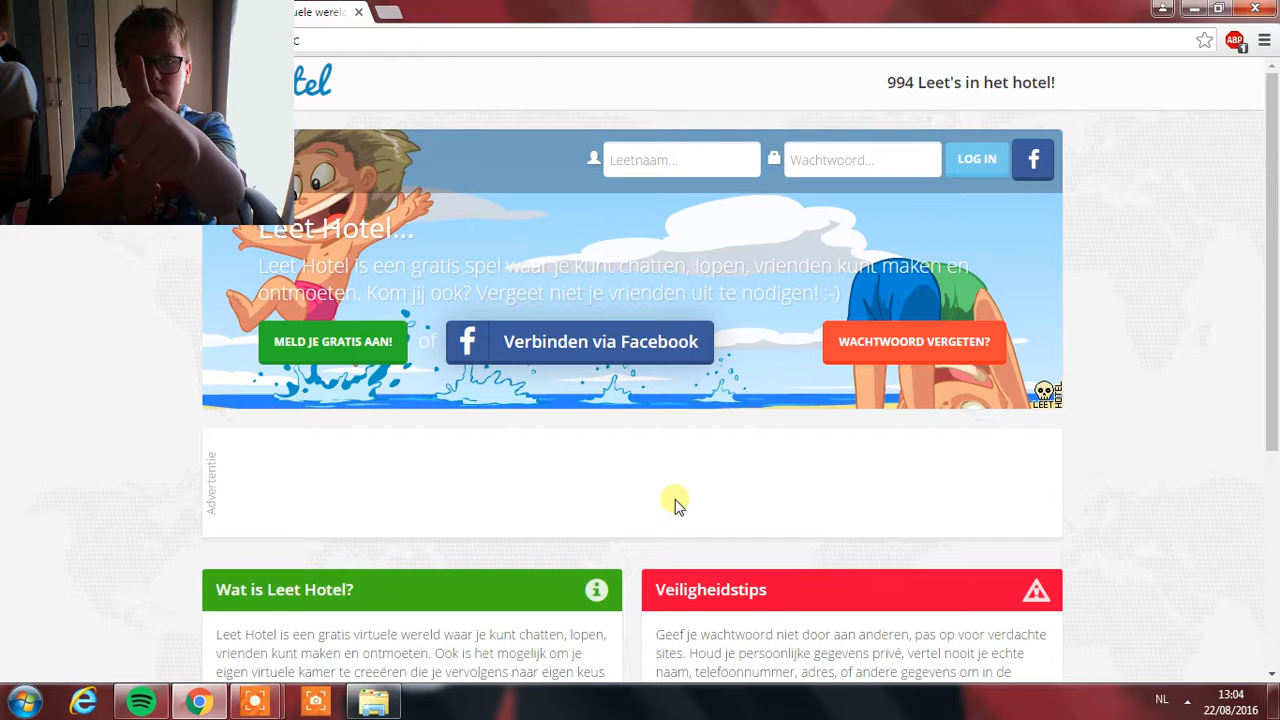 tuele wereld
c
ABP
1
otel
994 Leet's in het hotel!
Leetnaam...
Wachtwoord...
LOG IN
f
Leet Hotel...
Leet Hotel is een gratis spel waar je kunt chatten, lopen, vrienden kunt maken en
ontmoeten. Kom jij ook? Vergeet niet je vrienden uit te nodigen! :-)
MELD JE GRATIS AAN!
of
f Verbinden via Facebook
WACHTWOORD VERGETEN?
LEET
HOTEL
Advertentie
Wat is Leet Hotel?
Leet Hotel is een gratis virtuele wereld waar je kunt chatten, lopen,
vrienden kunt maken en ontmoeten. Ook is het mogelijk om je
eigen virtuele kamer te creeëren die je vervolgens naar eigen keus
Veiligheidstips
Geef je wachtwoord niet door aan anderen, pas op voor verdachte
sites. Houd je persoonlijke gegevens privé, vertel nooit je echte
naam, telefoonnummer, adres, of andere gegevens om in de
NL
13:04
22/08/2016